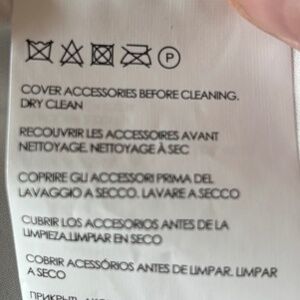 P
COVER ACCESSORIES BEFORE CLEANING.
DRY CLEAN
RECOUVRIR LES ACCESSOIRES AVANT
NETTOYAGE. NETTOYAGE À SEC
COPRIRE GLI ACCESSORI PRIMA DEL
LAVAGGIO A SECCO. LAVARE A SECCO
CUBRIR LOS ACCESORIOS ANTES DE LA
LIMPIEZA.LIMPIAR EN SECO
COBRIR ACESSÓRIOS ANTES DE LIMPAR. LIMPAR
A SECO
ПРИКРЫТЬ